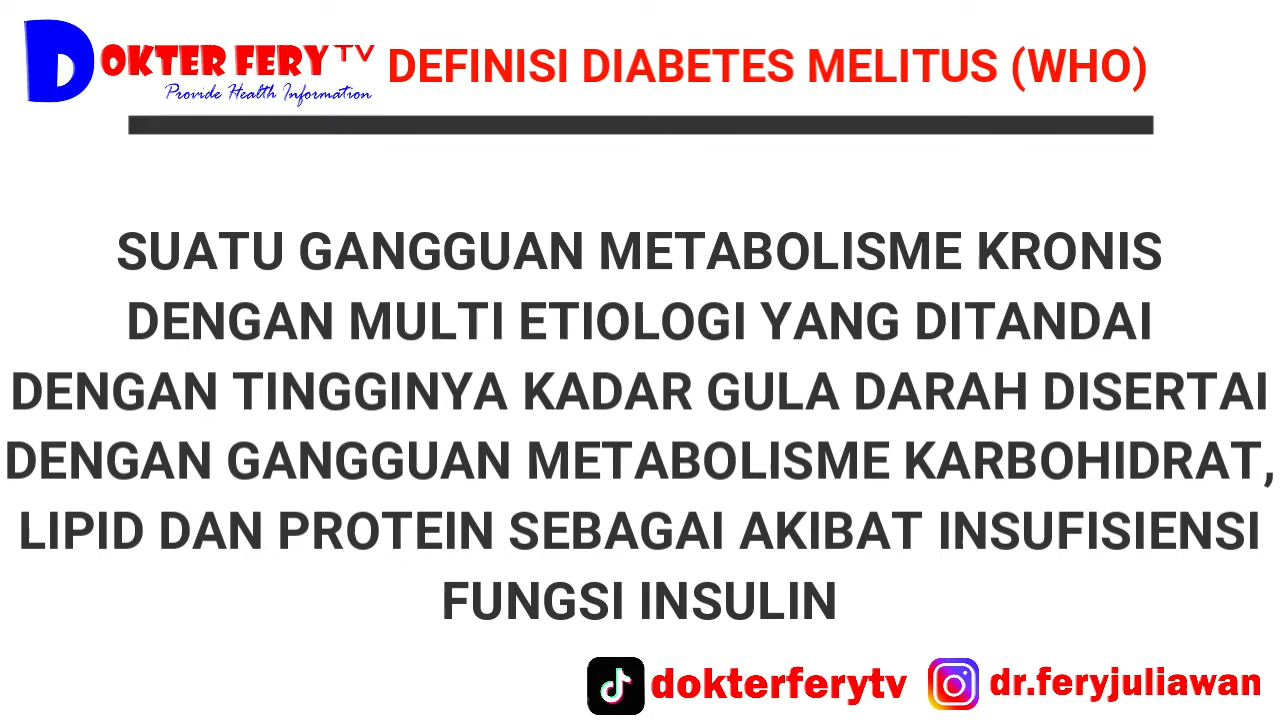 DOKTER FERY TV
Provide Health Information
DEFINISI DIABETES MELITUS (WHO)
SUATU GANGGUAN METABOLISME KRONIS
DENGAN MULTI ETIOLOGI YANG DITANDAI
DENGAN TINGGINYA KADAR GULA DARAH DISERTAI
DENGAN GANGGUAN METABOLISME KARBOHIDRAT,
LIPID DAN PROTEIN SEBAGAI AKIBAT INSUFISIENSI
FUNGSI INSULIN
dokterferytv
dr.feryjuliawan